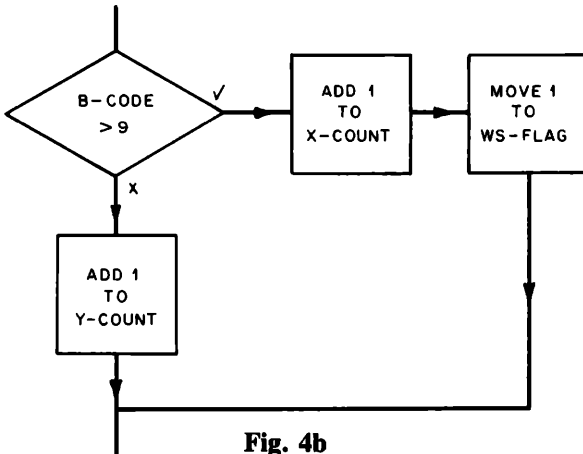 B-CODE
>9
√
ADD 1
TO
X-COUNT
MOVE 1
TO
WS-FLAG
X
ADD 1
TO
Y-COUNT
Fig. 4b